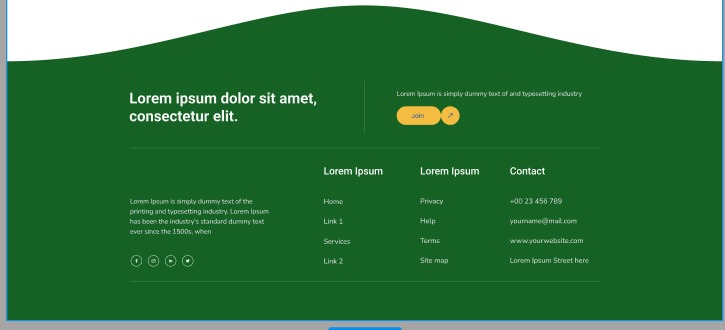 Lorem ipsum dolor sit amet,
consectetur elit.
Lorem Ipsum is simply dummy text of and typesetting industry
Join
Lorem Ipsum is simply dummy text of the
printing and typesetting industry. Lorem Ipsum
has been the industry's standard dummy text
ever since the 1500s, when
Lorem Ipsum
Home
Link 1
Services
Link 2
Lorem Ipsum
Privacy
Help
Terms
Site map
Contact
+00 23 456 789
yourname@mail.com
www.yourwebsite.com
Lorem Ipsum Street here